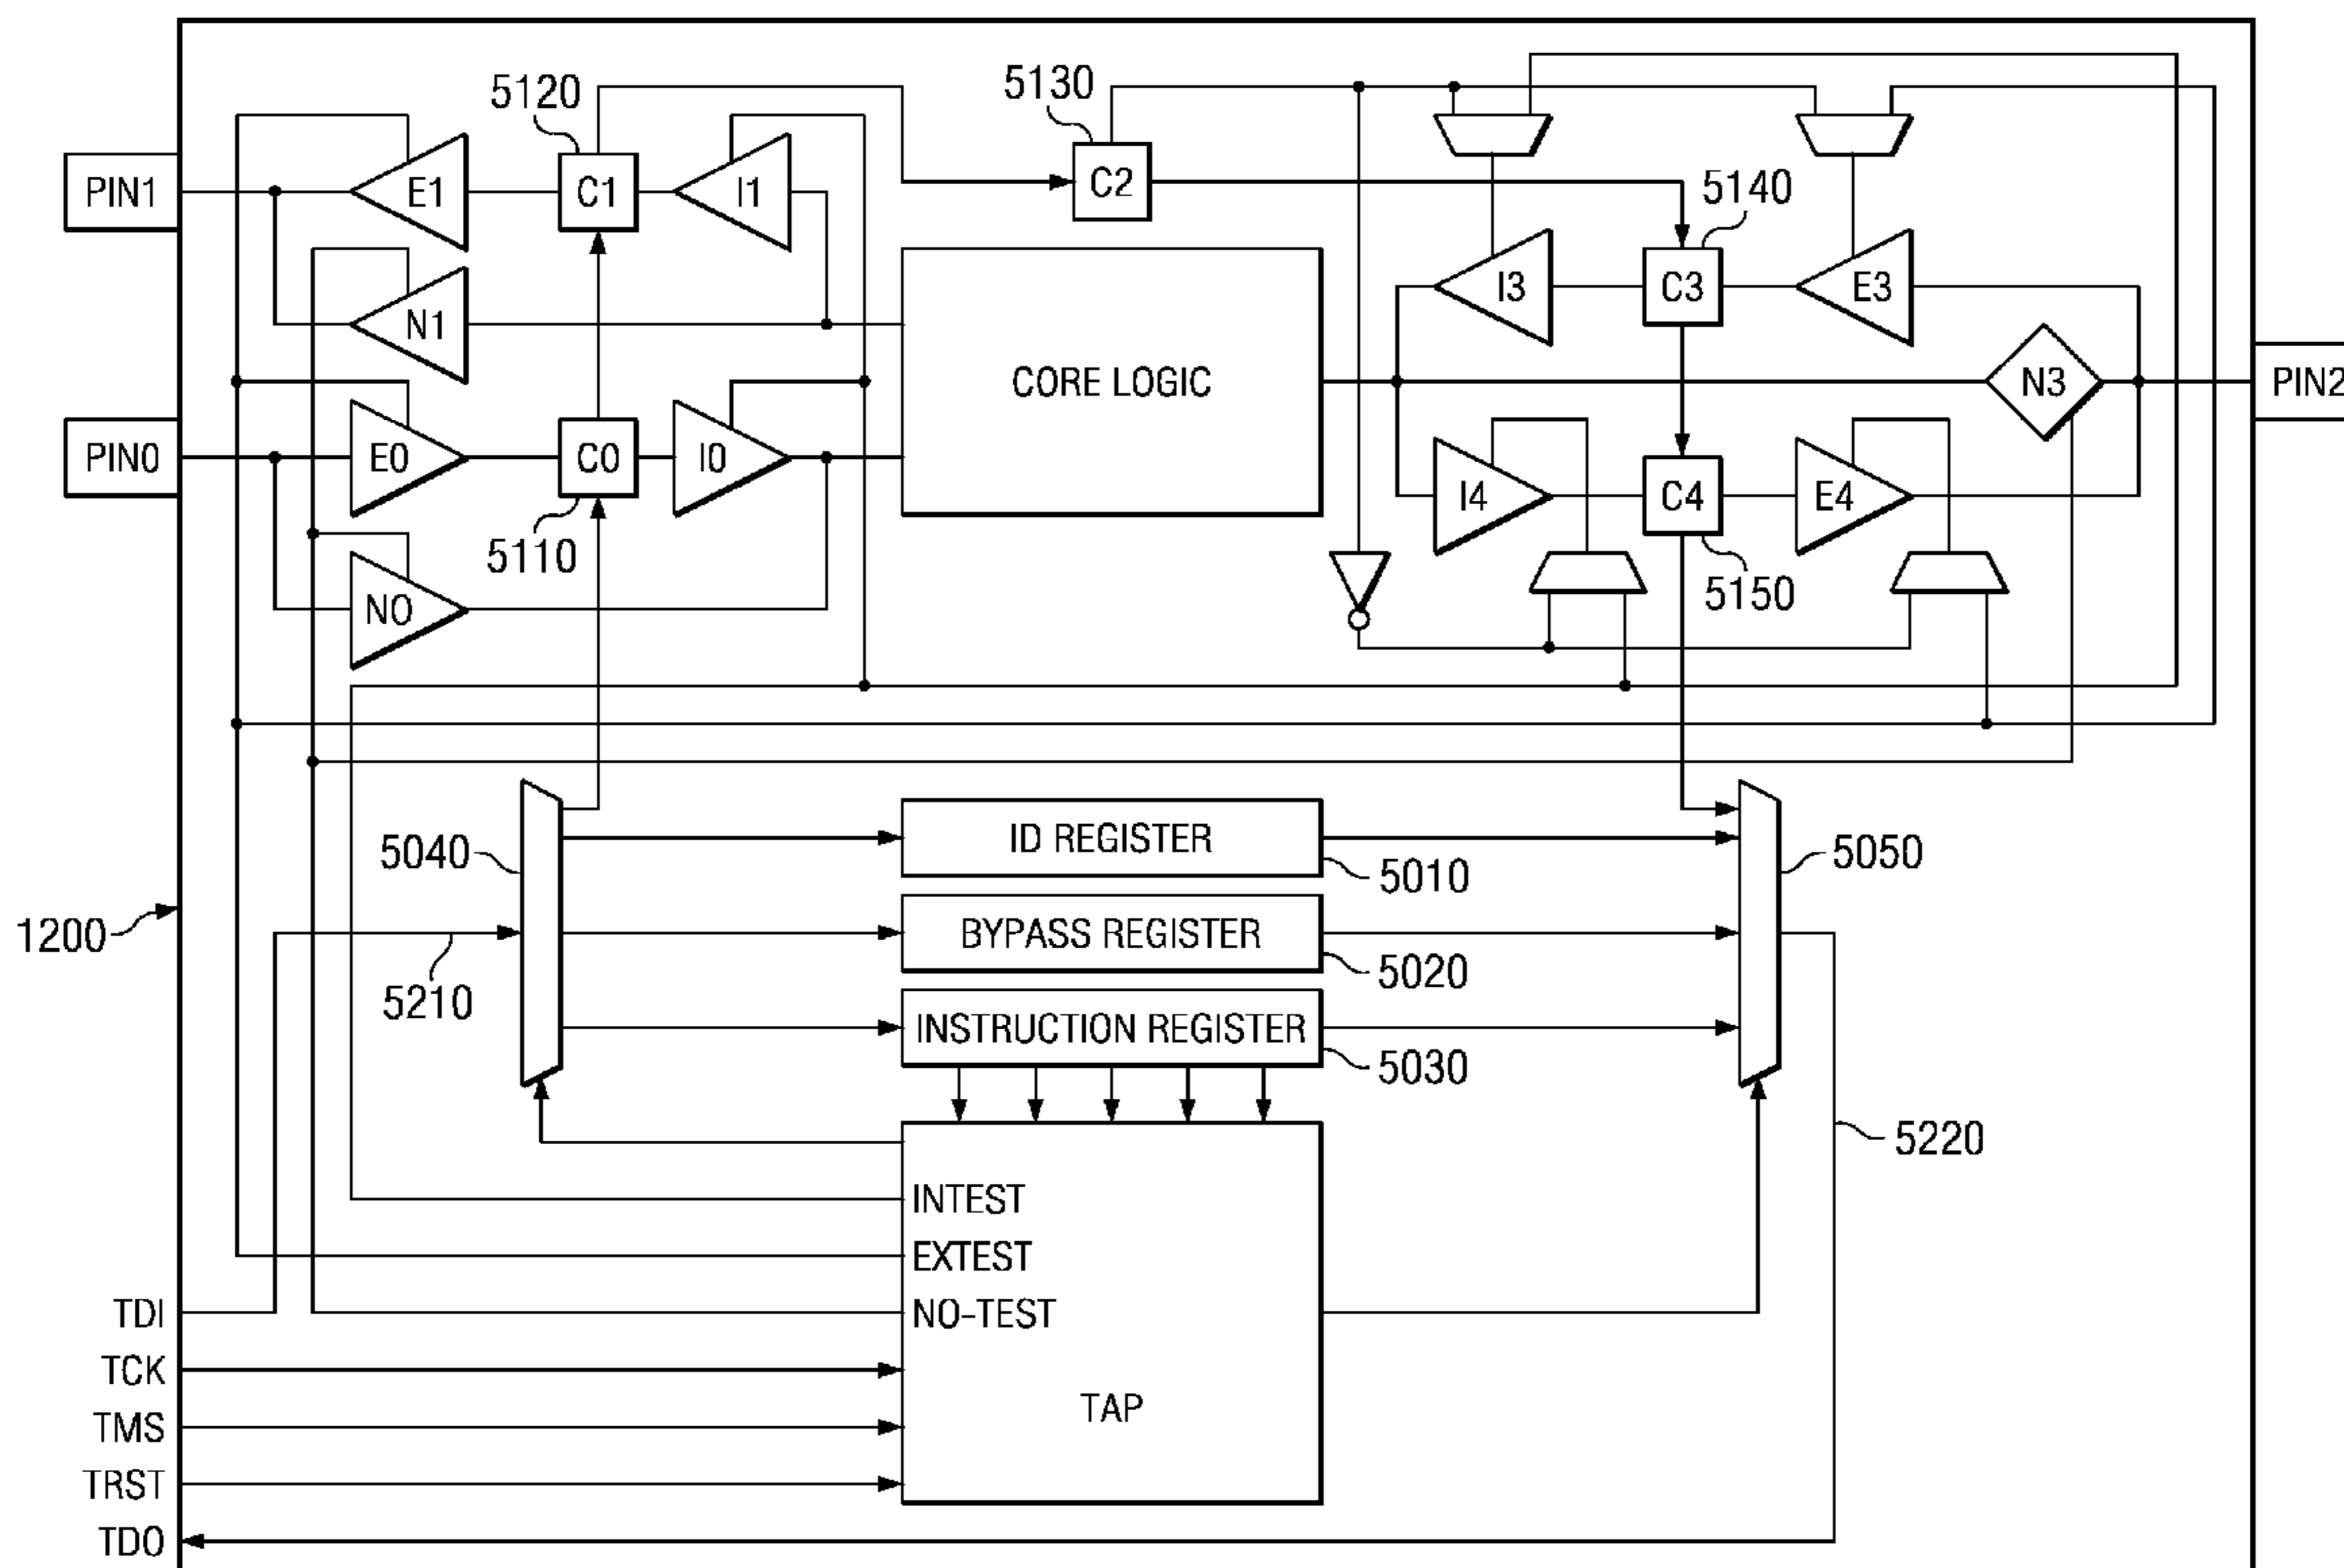 5120
5130
PIN1
E1
C1
I1
C2
5140
N1
I3
C3
E3
CORE LOGIC
N3
PIN2
PIN0
E0
C0
I0
I4
C4
E4
5110
5150
N0
5040
ID REGISTER
5010
5050
1200
BYPASS REGISTER
5020
5210
INSTRUCTION REGISTER
5030
5220
INTEST
EXTEST
TDI
NO-TEST
TCK
TAP
TMS
TRST
TDO